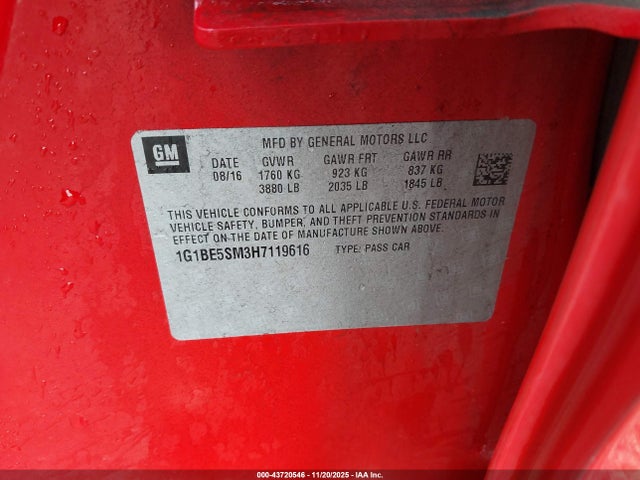 GM
MFD BY GENERAL MOTORS LLC
DATE GVWR GAWR FRT GAWR RR
08/16 1760 KG 923 KG 837 KG
3880 LB 2035 LB 1845 LB
THIS VEHICLE CONFORMS TO ALL APPLICABLE U.S. FEDERAL MOTOR
VEHICLE SAFETY, BUMPER, AND THEFT PREVENTION STANDARDS IN
EFFECT ON THE DATE OF MANUFACTURE SHOWN ABOVE.
1G1BE5SM3H7119616 TYPE: PASS CAR
000-43720546 - 11/20/2025 - IAA Inc.